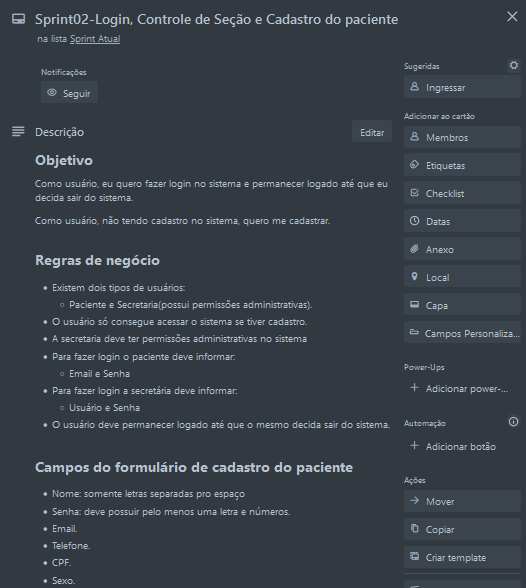 Sprint02-Login, Controle de Seção e Cadastro do paciente
na lista Sprint Atual
Notificações
Seguir
Descrição
Editar
Objetivo
Como usuário, eu quero fazer login no sistema e permanecer logado até que eu
decida sair do sistema.
Como usuário, não tendo cadastro no sistema, quero me cadastrar.
Regras de negócio
Existem dois tipos de usuários:
Paciente e Secretaria(possui permissões administrativas).
O usuário só consegue acessar o sistema se tiver cadastro.
A secretaria deve ter permissões administrativas no sistema
Para fazer login o paciente deve informar:
Email e Senha
Para fazer login a secretária deve informar:
Usuário e Senha
O usuário deve permanecer logado até que o mesmo decida sair do sistema.
Campos do formulário de cadastro do paciente
Nome: somente letras separadas pro espaço
Senha: deve possuir pelo menos uma letra e números.
Email.
Telefone.
CPF.
Sexo.
Sugeridas
Ingressar
Adicionar ao cartão
Membros
Etiquetas
Checklist
Datas
Anexo
Local
Capa
Campos Personaliza...
Power-Ups
Adicionar power-...
Automação
Adicionar botão
Ações
Mover
Copiar
Criar template